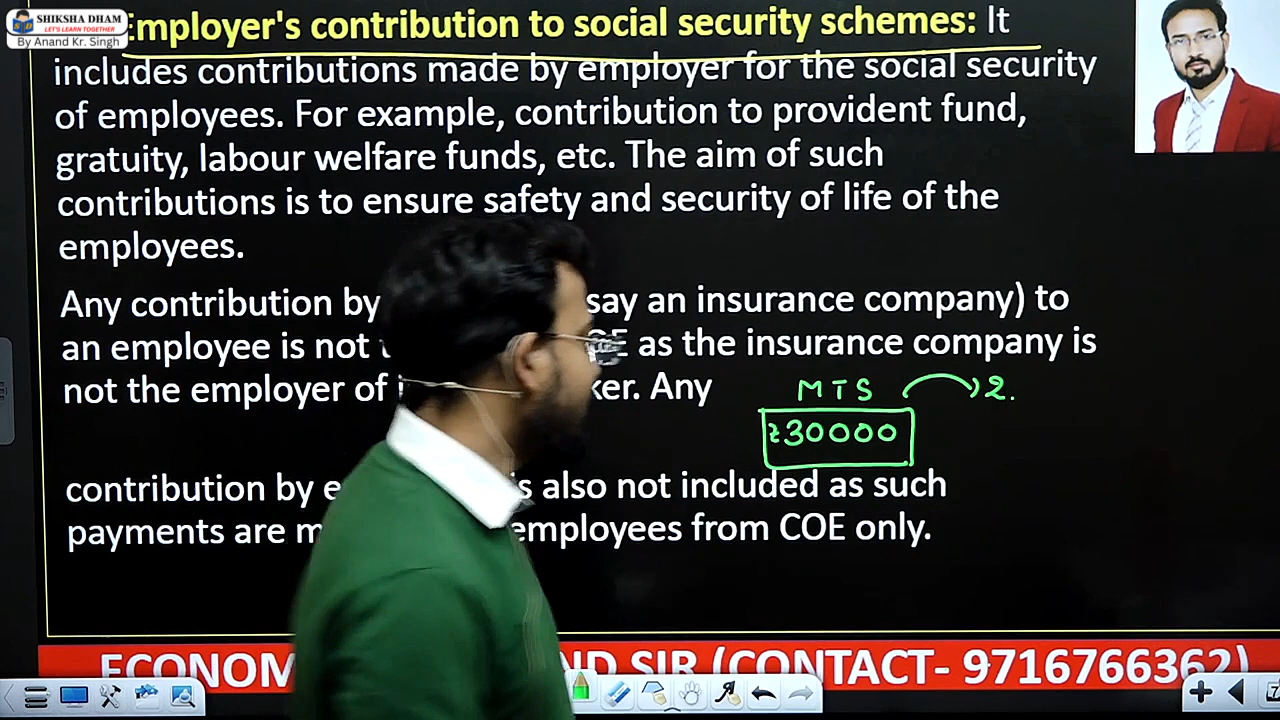 SHIKSHA DHAM
LET'S LEARN TOGETHER
By Anand Kr. Singh
Employer's contribution to social security schemes: It
includes contributions made by employer for the social security
of employees. For example, contribution to provident fund,
gratuity, labour welfare funds, etc. The aim of such
contributions is to ensure safety and security of life of the
employees.
Any contribution by say an insurance company) to
an employee is not as the insurance company is
not the employer of Any
MTS 2.
₹30000
contribution by also not included as such
payments are employees from COE only.
SIR (CONTACT- 9716766362)